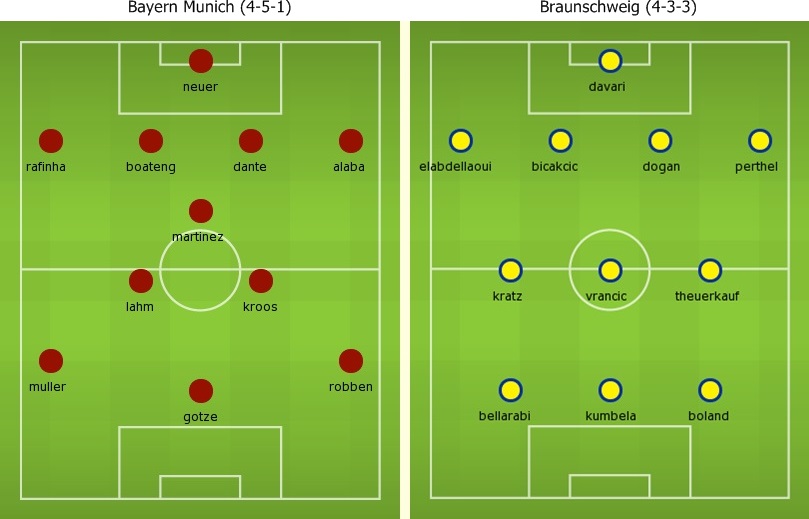 Bayern Munich (4-5-1)
neuer
rafinha boateng dante alaba
martinez
lahm kroos
muller robben
gotze
Braunschweig (4-3-3)
davari
elabdellaoui bicakcic dogan perthel
kratz vrancic theuerkauf
bellarabi kumbela boland